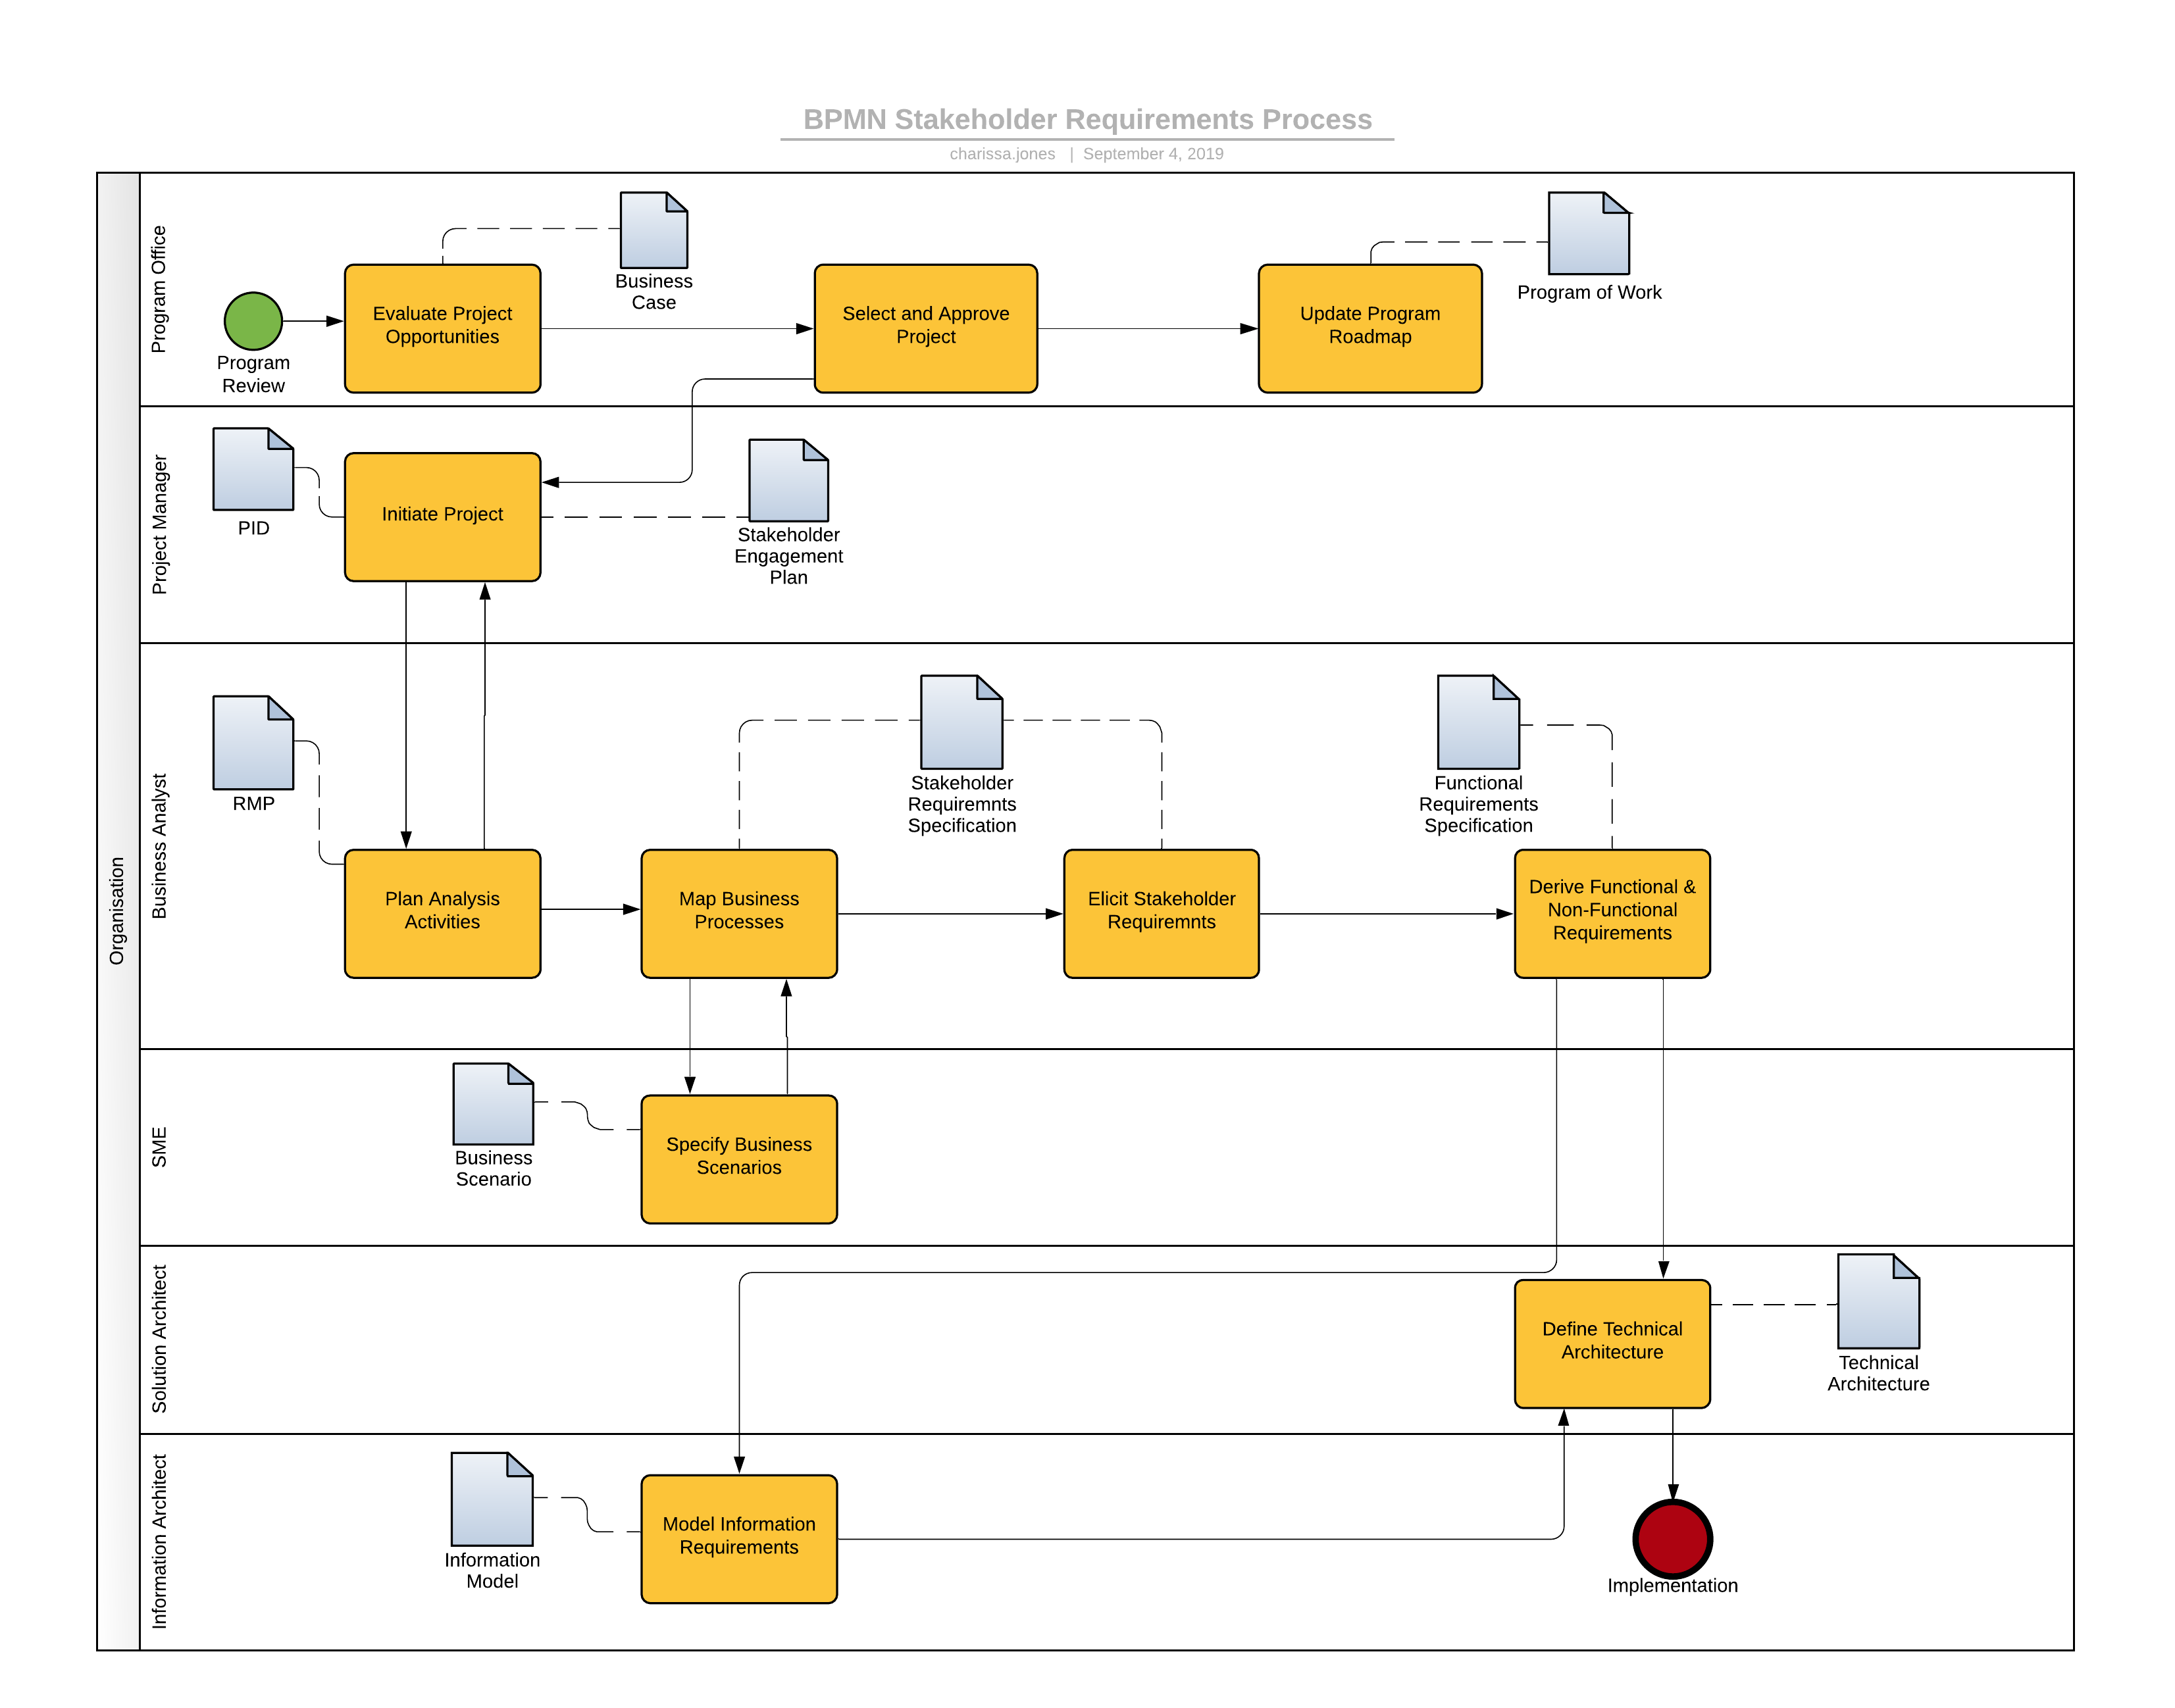 BPMN Stakeholder Requirements Process
charissa.jones | September 4, 2019
Organisation
Program Office
Program
Review
Evaluate Project
Opportunities
Business
Case
Select and Approve
Project
Update Program
Roadmap
Program of Work
Project Manager
PID
Initiate Project
Stakeholder
Engagement
Plan
Business Analyst
RMP
Plan Analysis
Activities
Map Business
Processes
Stakeholder
Requiremnts
Specification
Elicit Stakeholder
Requiremnts
Functional
Requirements
Specification
Derive Functional &
Non-Functional
Requirements
SME
Business
Scenario
Specify Business
Scenarios
Solution Architect
Define Technical
Architecture
Technical
Architecture
Information Architect
Information
Model
Model Information
Requirements
Implementation